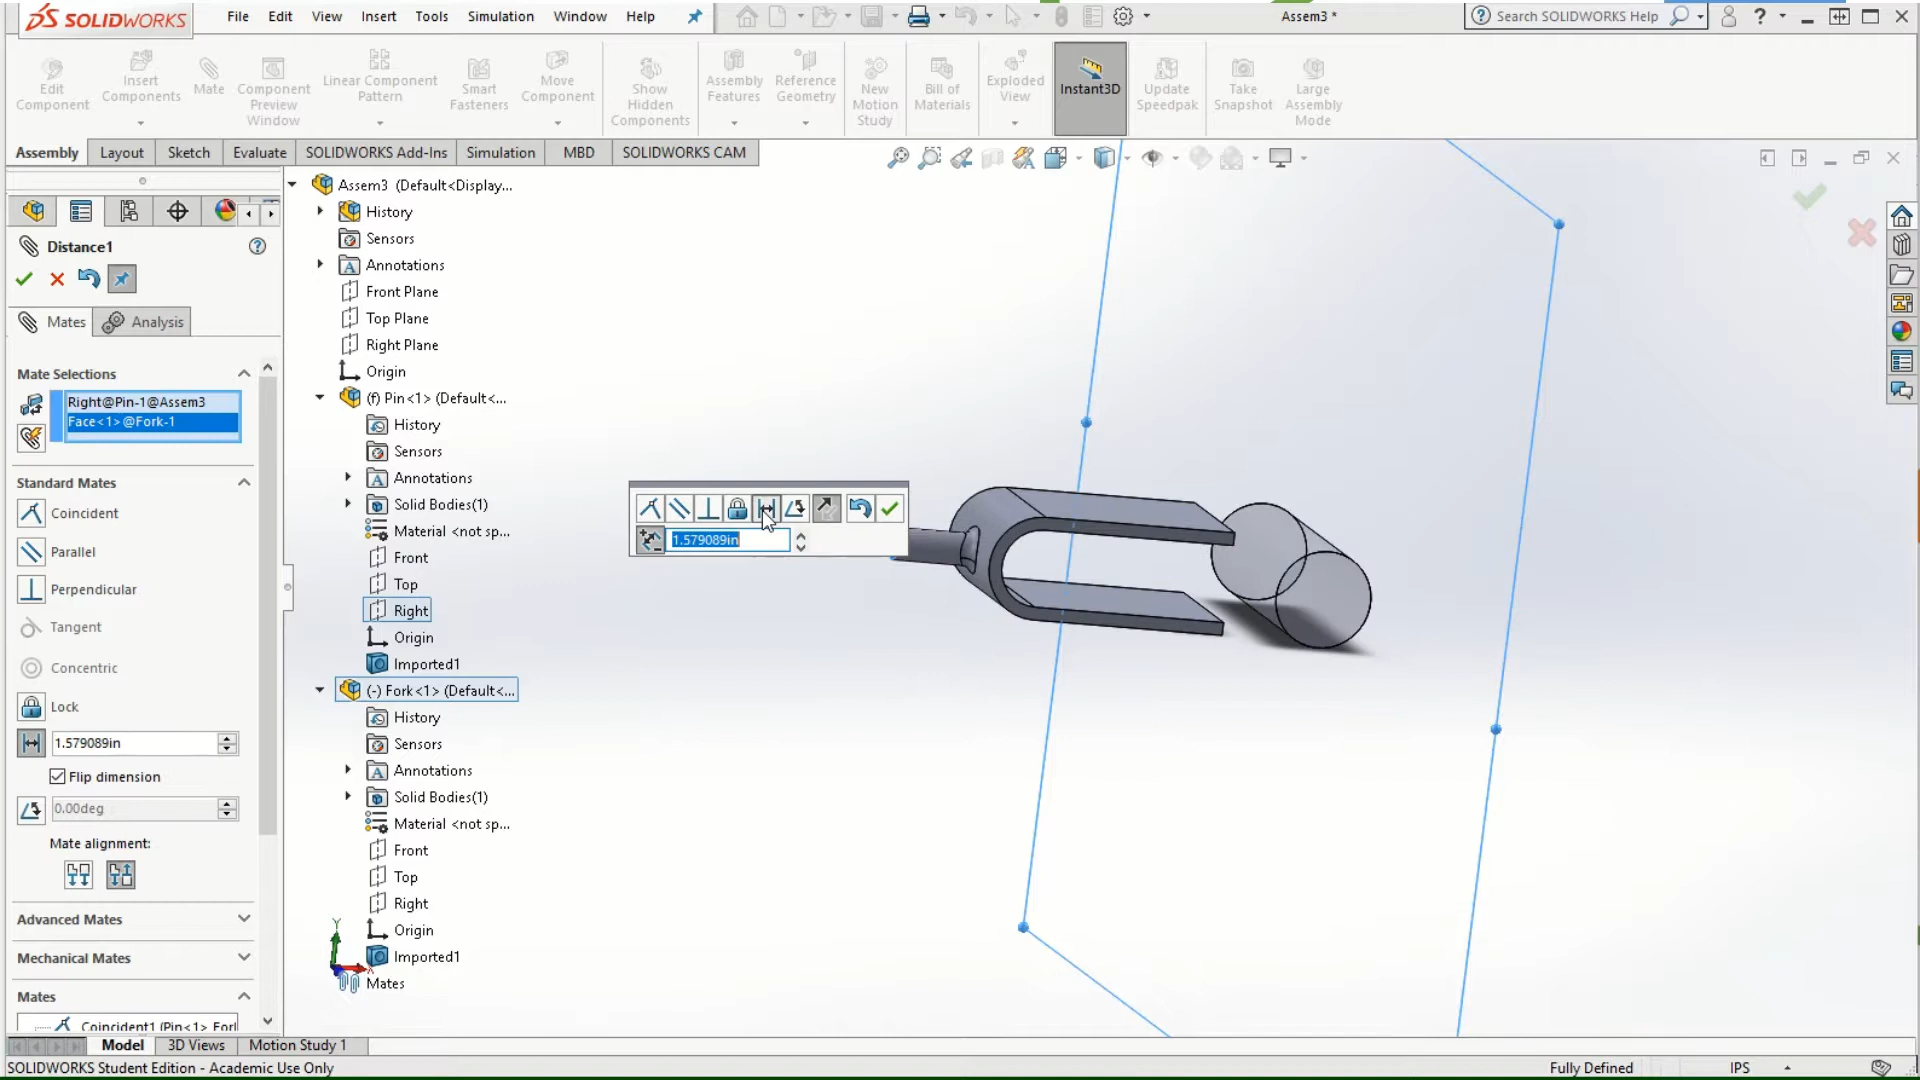 SOLIDWORKS File Edit View Insert Tools Simulation Window Help Assem3 * Search SOLIDWORKS Help ?
Edit Component
Insert Components
Mate
Component Preview Window
Linear Component Pattern
Smart Fasteners
Move Component
Show Hidden Components
Assembly Features
Reference Geometry
New Motion Study
Bill of Materials
Exploded View
Instant3D
Update Speedpak
Take Snapshot
Large Assembly Mode
Assembly Layout Sketch Evaluate SOLIDWORKS Add-Ins Simulation MBD SOLIDWORKS CAM
Distance1
Mates Analysis
Mate Selections
Right@Pin-1@Assem3
Face<1>@Fork-1
Standard Mates
Coincident
Parallel
Perpendicular
Tangent
Concentric
Lock
1.579089in
Flip dimension
0.00deg
Mate alignment:
Advanced Mates
Mechanical Mates
Mates
Coincident1 (Pin<1> Forl
Assem3 (Default<Display...
History
Sensors
Annotations
Front Plane
Top Plane
Right Plane
Origin
(f) Pin<1> (Default<...
History
Sensors
Annotations
Solid Bodies(1)
Material <not sp...
Front
Top
Right
Origin
Imported1
(-) Fork<1> (Default<...
History
Sensors
Annotations
Solid Bodies(1)
Material <not sp...
Front
Top
Right
Origin
Imported1
Mates
1.579089in
Y
X
Model 3D Views Motion Study 1
SOLIDWORKS Student Edition - Academic Use Only Fully Defined IPS